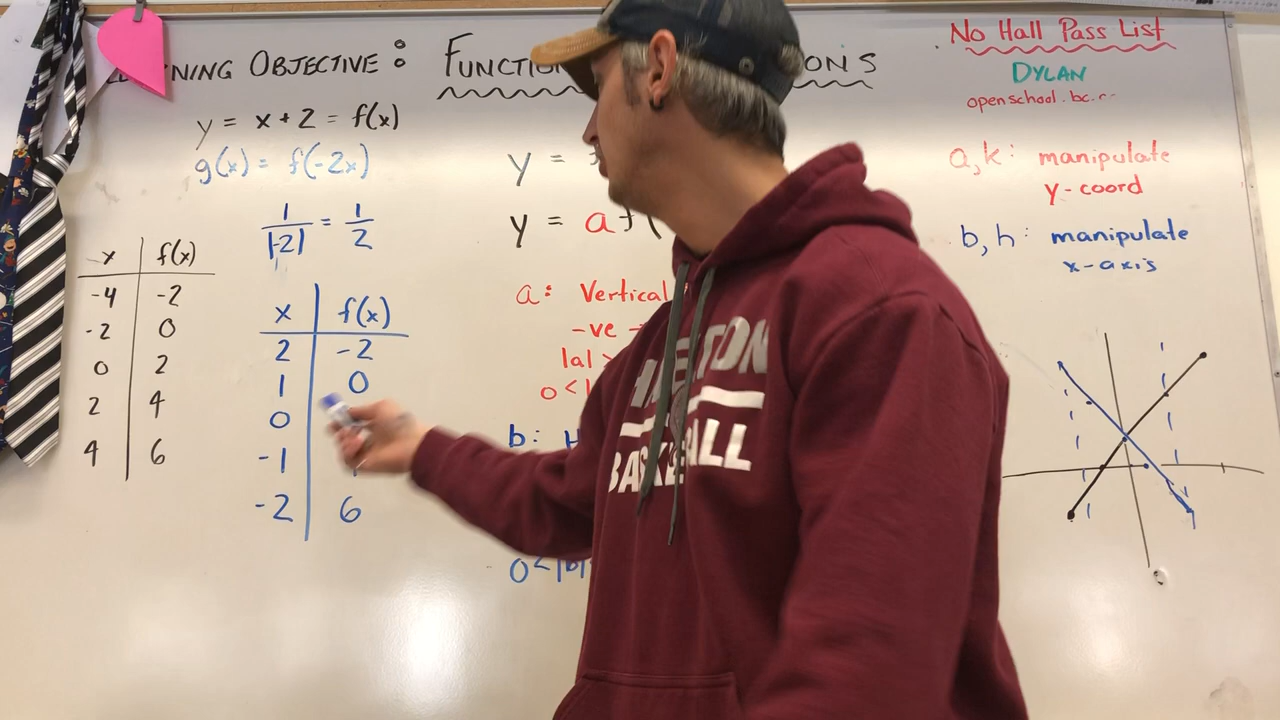 OBJECTIVE: FUNCTION
y = x + 2 = f(x)
g(x) = f(-2x)
1/|-2| = 1/2
x f(x)
-4 -2
-2 0
0 2
2 4
4 6
x f(x)
2 -2
1 0
0
-1
-2 6
y =
y = a f(
a: Vertical
-ve
|a| >
0 <
b: H
0 < |b|
BASKETBALL
No Hall Pass List
DYLAN
openschool.bc.
a, k: manipulate
y-coord
b, h: manipulate
x-axis